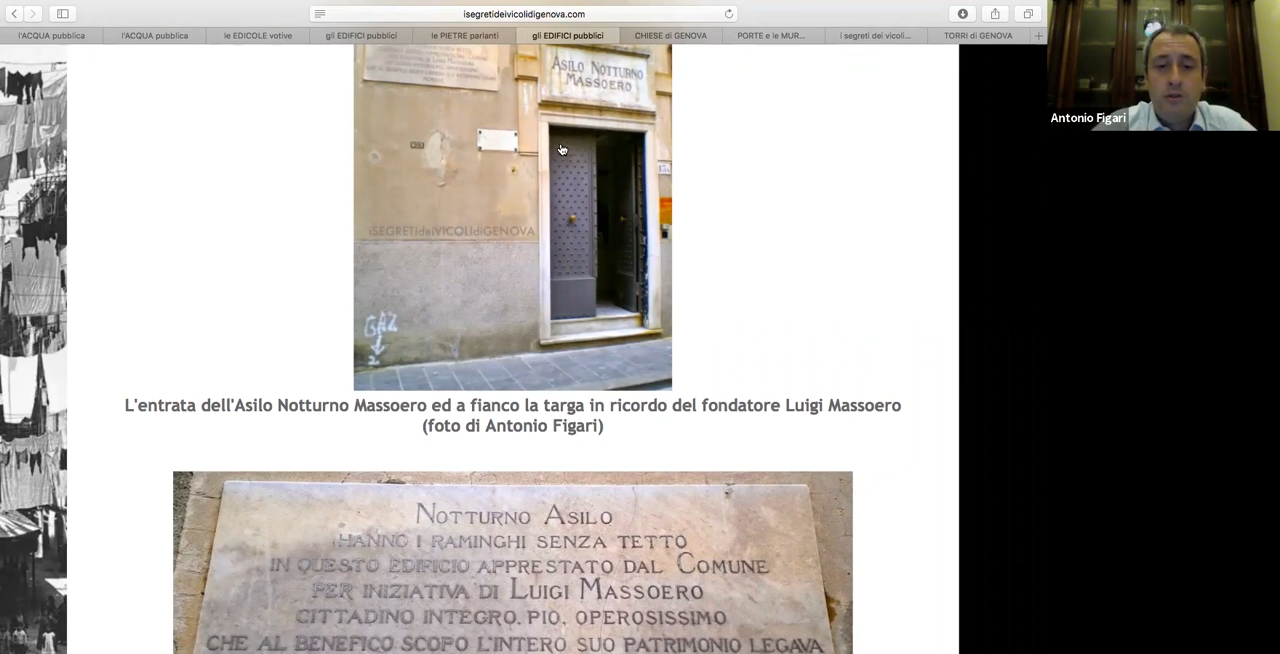 isegretideivicolidigenova.com
l'ACQUA pubblica
l'ACQUA pubblica
le EDICOLE votive
gli EDIFICI pubblici
le PIETRE parlanti
gli EDIFICI pubblici
CHIESE di GENOVA
PORTE e le MUR...
i segreti dei vicoli...
TORRI di GENOVA
Antonio Figari
ASILO NOTTURNO
MASSOERO
iSEGRETIdeiVICOLIdiGENOVA
GAZ
2
L'entrata dell'Asilo Notturno Massoero ed a fianco la targa in ricordo del fondatore Luigi Massoero
(foto di Antonio Figari)
NOTTURNO ASILO
HANNO I RAMINGHI SENZA TETTO
IN QUESTO EDIFICIO APPRESTATO DAL COMUNE
PER INIZIATIVA DI LUIGI MASSOERO
CITTADINO INTEGRO, PIO, OPEROSISSIMO
CHE AL BENEFICO SCOPO L'INTERO SUO PATRIMONIO LEGAVA